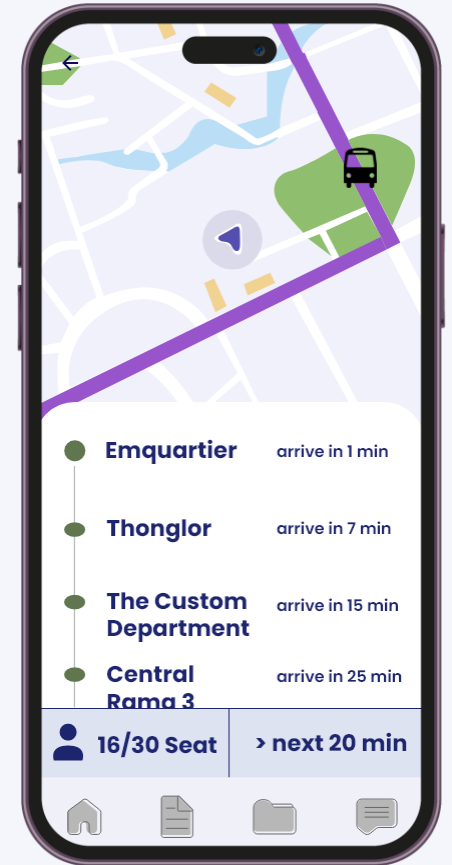 Emquartier arrive in 1 min
Thonglor arrive in 7 min
The Custom arrive in 15 min
Department
Central arrive in 25 min
Rama 3
16/30 Seat > next 20 min